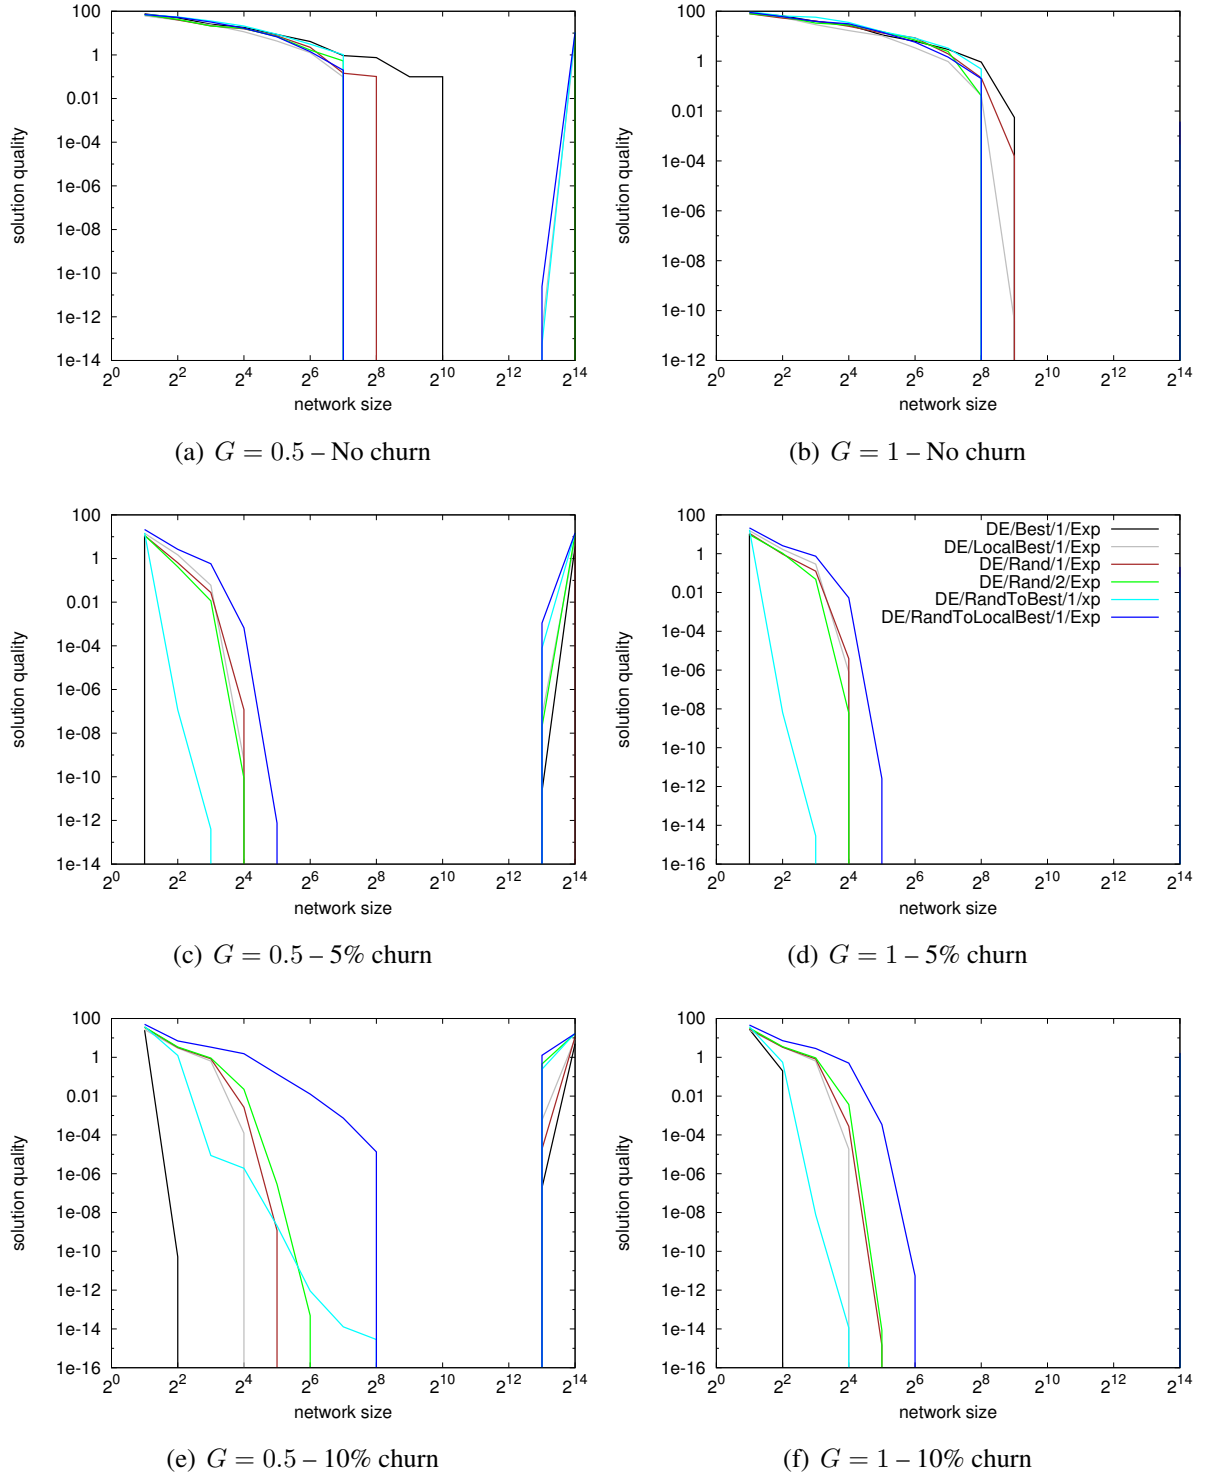 100
1
0.01
1e-04
1e-06
1e-08
1e-10
1e-12
1e-14
solution quality
2^0 2^2 2^4 2^6 2^8 2^10 2^12 2^14
network size
(a) G = 0.5 – No churn
100
1
0.01
1e-04
1e-06
1e-08
1e-10
1e-12
solution quality
2^0 2^2 2^4 2^6 2^8 2^10 2^12 2^14
network size
(b) G = 1 – No churn
100
1
0.01
1e-04
1e-06
1e-08
1e-10
1e-12
1e-14
solution quality
2^0 2^2 2^4 2^6 2^8 2^10 2^12 2^14
network size
(c) G = 0.5 – 5% churn
100
1
0.01
1e-04
1e-06
1e-08
1e-10
1e-12
1e-14
1e-16
solution quality
DE/Best/1/Exp
DE/LocalBest/1/Exp
DE/Rand/1/Exp
DE/Rand/2/Exp
DE/RandToBest/1/xp
DE/RandToLocalBest/1/Exp
2^0 2^2 2^4 2^6 2^8 2^10 2^12 2^14
network size
(d) G = 1 – 5% churn
100
1
0.01
1e-04
1e-06
1e-08
1e-10
1e-12
1e-14
1e-16
solution quality
2^0 2^2 2^4 2^6 2^8 2^10 2^12 2^14
network size
(e) G = 0.5 – 10% churn
100
1
0.01
1e-04
1e-06
1e-08
1e-10
1e-12
1e-14
1e-16
solution quality
2^0 2^2 2^4 2^6 2^8 2^10 2^12 2^14
network size
(f) G = 1 – 10% churn